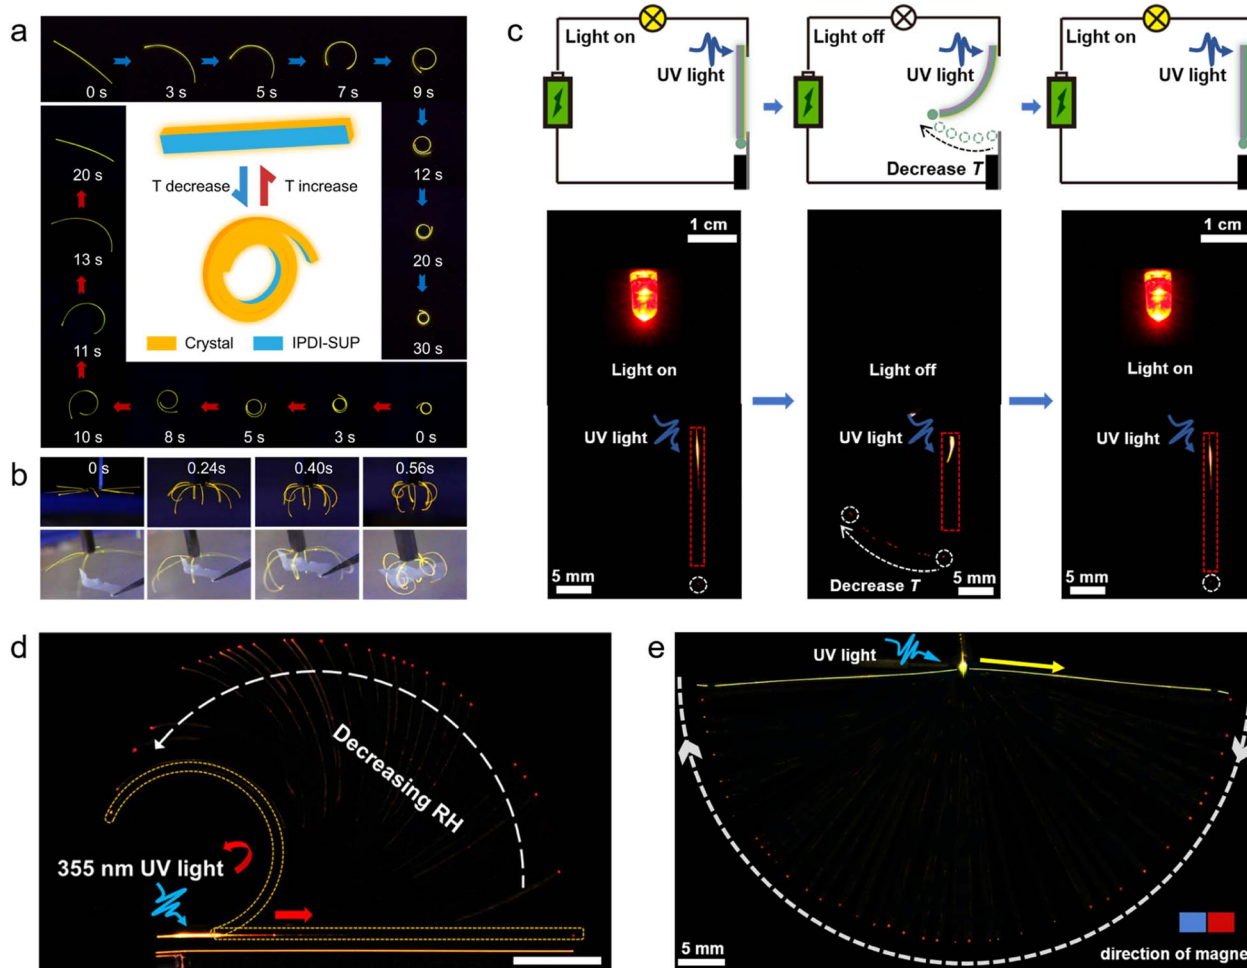 a
0 s
3 s
5 s
7 s
9 s
12 s
20 s
30 s
20 s
13 s
11 s
10 s
8 s
5 s
3 s
0 s
T decrease
T increase
Crystal
IPDI-SUP
b
0 s
0.24s
0.40s
0.56s
c
Light on
UV light
Light off
UV light
Decrease T
Light on
UV light
1 cm
Light on
UV light
5 mm
Light off
UV light
Decrease T
5 mm
1 cm
Light on
UV light
5 mm
d
Decreasing RH
355 nm UV light
e
UV light
5 mm
direction of magne